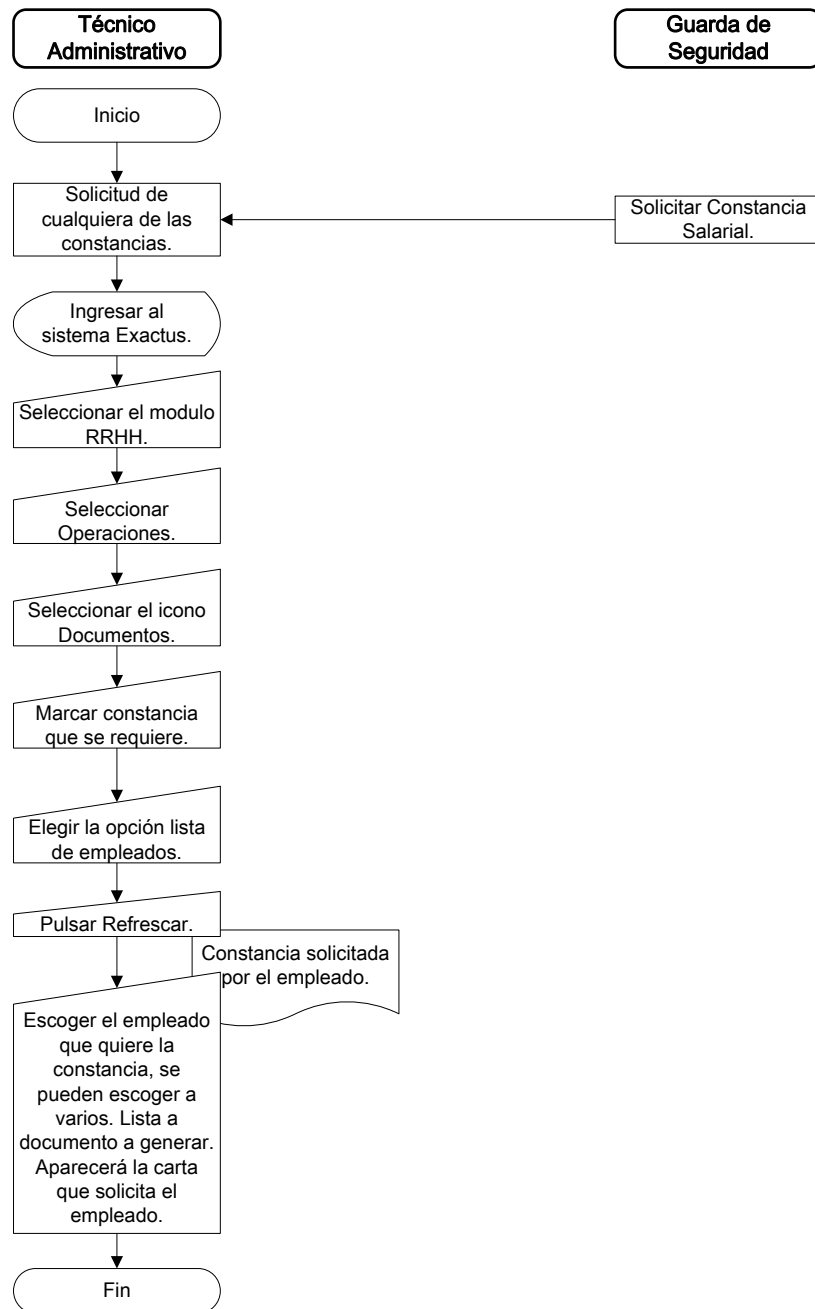 Técnico
Administrativo
Guarda de
Seguridad
Inicio
Solicitud de
cualquiera de las
constancias.
Solicitar Constancia
Salarial.
Ingresar al
sistema Exactus.
Seleccionar el modulo
RRHH.
Seleccionar
Operaciones.
Seleccionar el icono
Documentos.
Marcar constancia
que se requiere.
Elegir la opción lista
de empleados.
Pulsar Refrescar.
Constancia solicitada
por el empleado.
Escoger el empleado
que quiere la
constancia, se
pueden escoger a
varios. Lista a
documento a generar.
Aparecerá la carta
que solicita el
empleado.
Fin